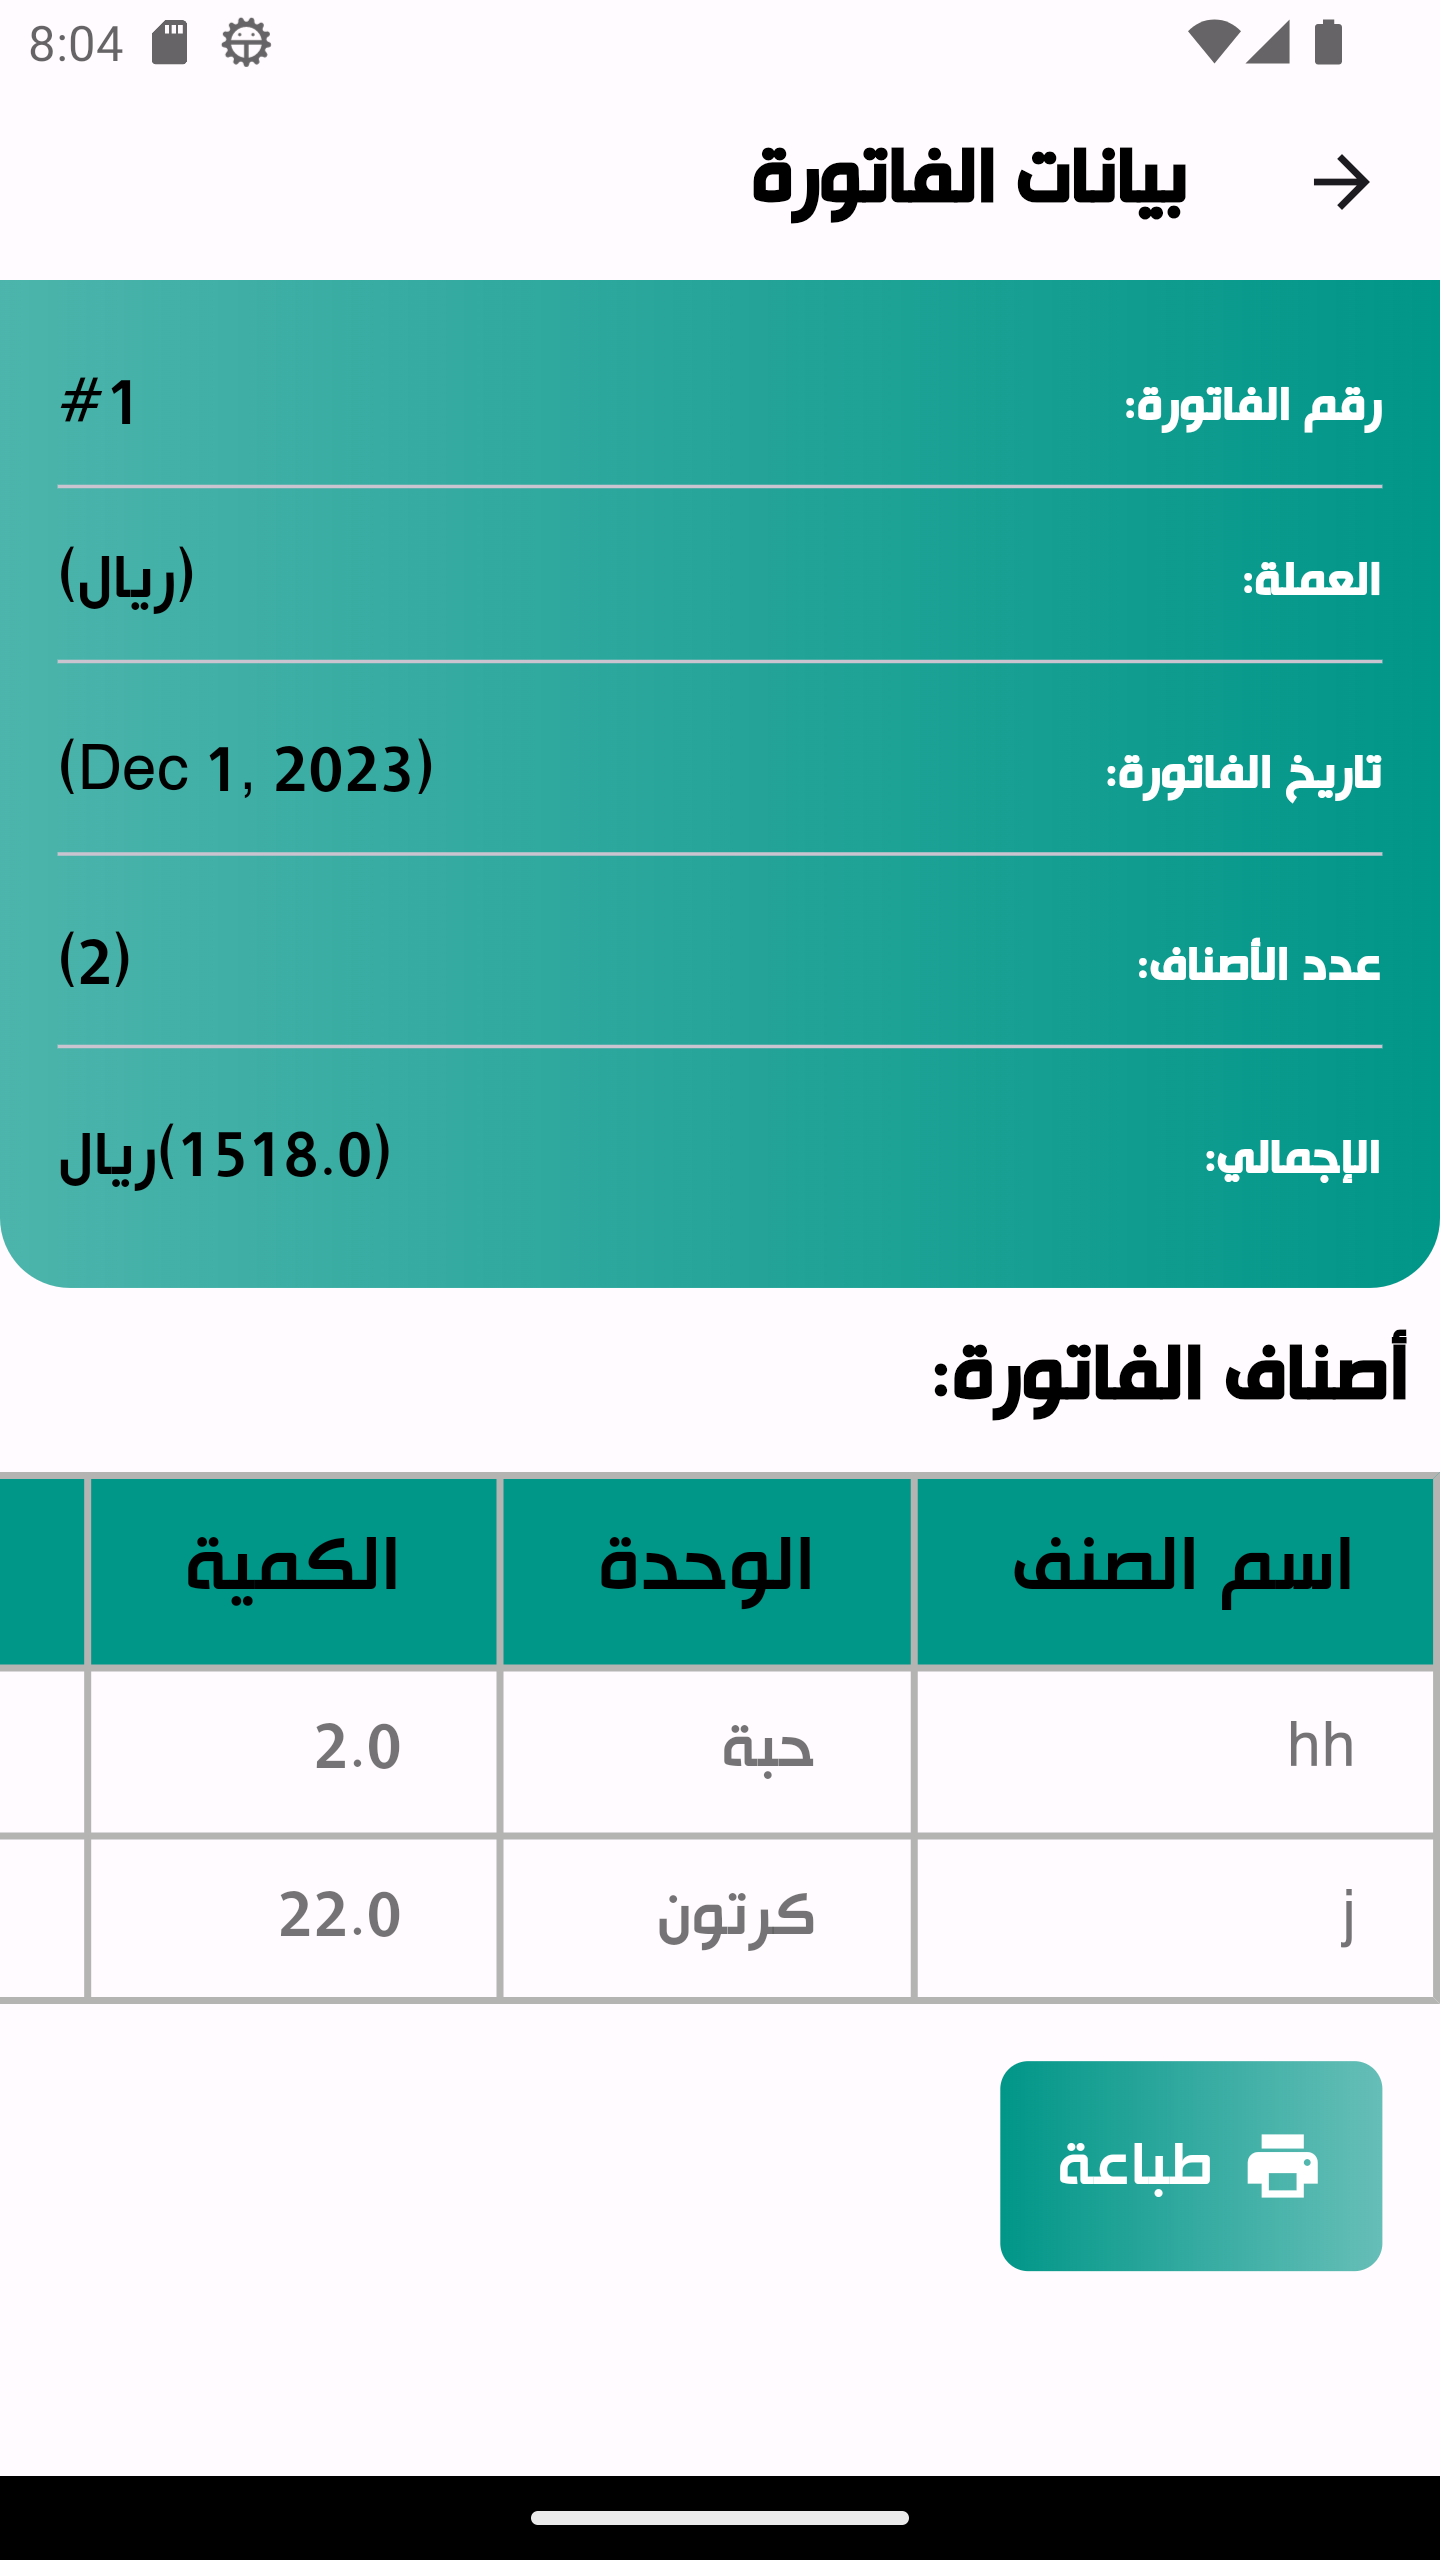 8:04
بيانات الفاتورة
رقم الفاتورة: #1
العملة: (ريال)
تاريخ الفاتورة: (Dec 1, 2023)
عدد الأصناف: (2)
الإجمالي: (1518.0)ريال
أصناف الفاتورة:
اسم الصنف الوحدة الكمية
hh حبة 2.0
j كرتون 22.0
طباعة